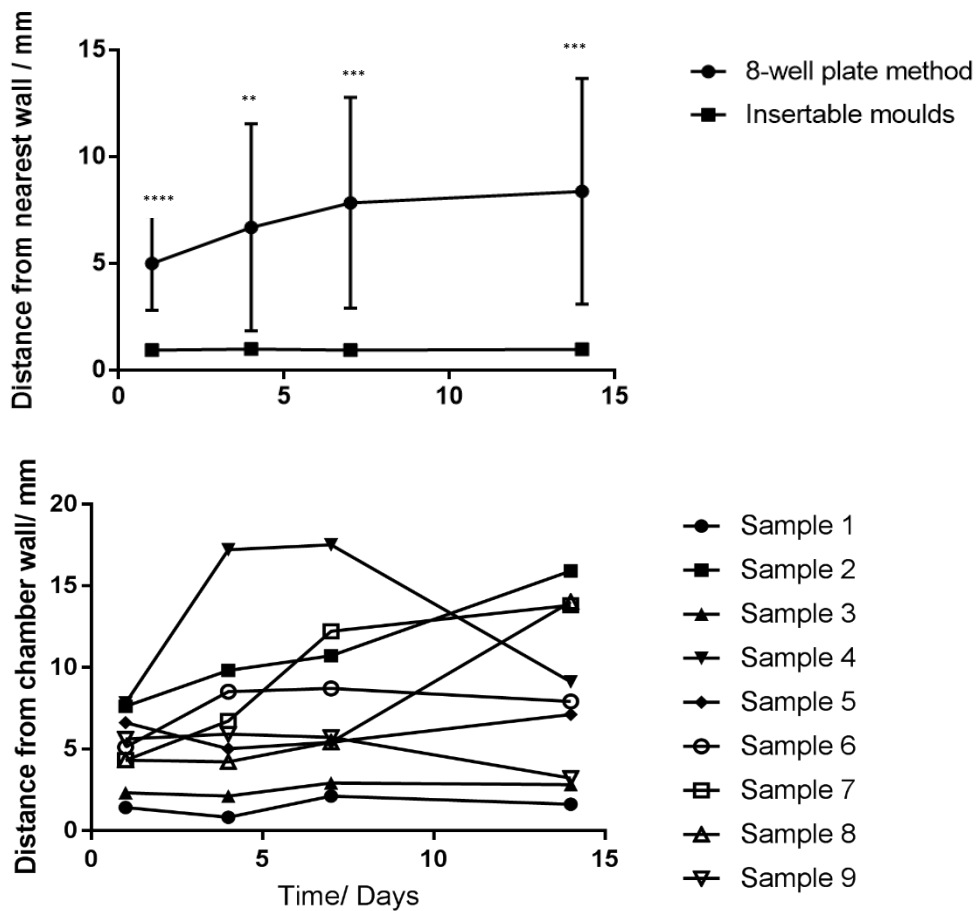 Distance from nearest wall / mm
15
10
5
0
0
5
10
15
****
**
***
***
8-well plate method
Insertable moulds
Distance from chamber wall/ mm
20
15
10
5
0
0
5
10
15
Time/ Days
Sample 1
Sample 2
Sample 3
Sample 4
Sample 5
Sample 6
Sample 7
Sample 8
Sample 9